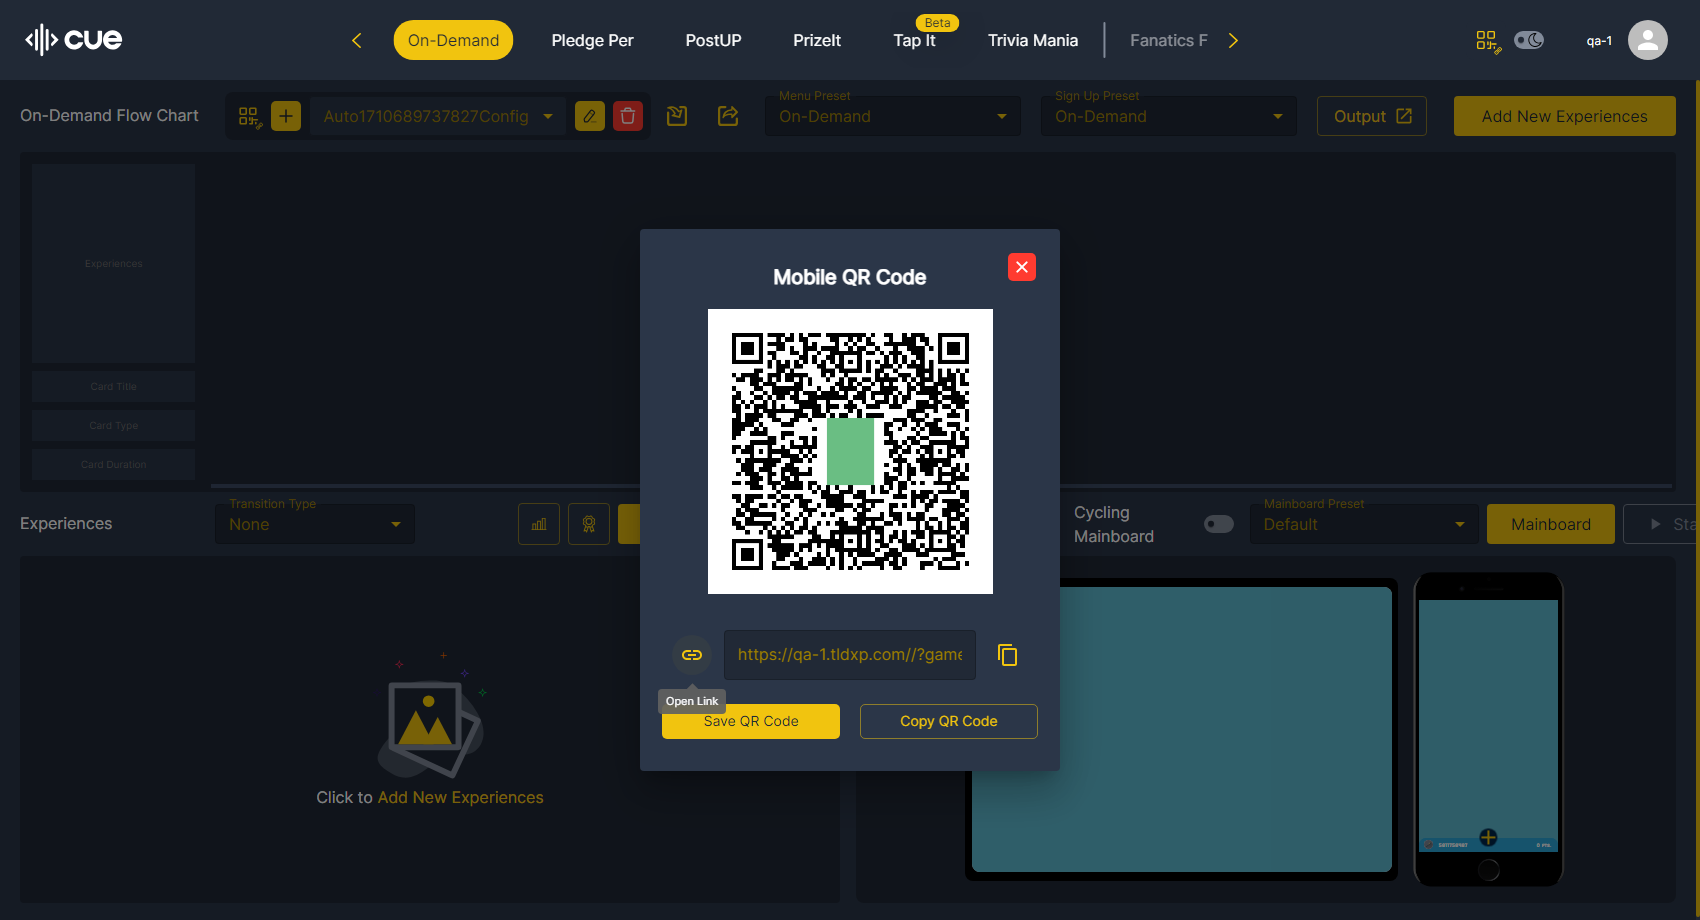 cue
On-Demand
Pledge Per
PostUP
PrizeIt
Beta
Tap It
Trivia Mania
Fanatics F
qa-1
On-Demand Flow Chart
Auto1710689737827Config
Menu Preset
On-Demand
Sign Up Preset
On-Demand
Output
Add New Experiences
Experiences
Card Title
Card Type
Card Duration
Mobile QR Code
https://qa-1.tldxp.com//?game
Open Link
Save QR Code
Copy QR Code
Experiences
Transition Type
None
Cycling
Mainboard
Mainboard Preset
Default
Mainboard
Sta
Click to Add New Experiences
0 Pts.